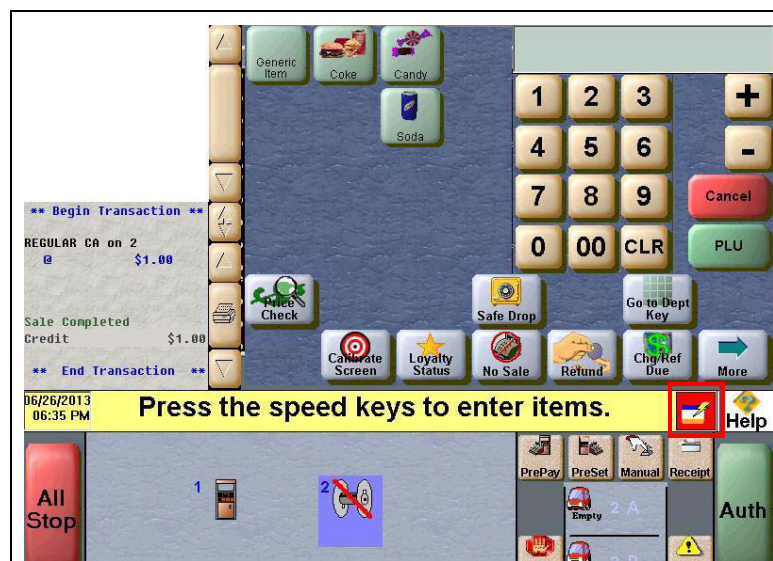 Generic
Item
Coke
Candy
Soda
1 2 3 +
4 5 6 -
7 8 9 Cancel
0 00 CLR PLU
** Begin Transaction **
REGULAR CA on 2
@ $1.00
Sale Completed
Credit $1.00
** End Transaction **
Price
Check
Safe Drop
Go to Dept
Key
Calibrate
Screen
Loyalty
Status
No Sale
Refund
Chg/Ref
Due
More
06/26/2013
06:35 PM
Press the speed keys to enter items.
Help
All
Stop
1
2
PrePay PreSet Manual Receipt
Empty 2 A
Auth